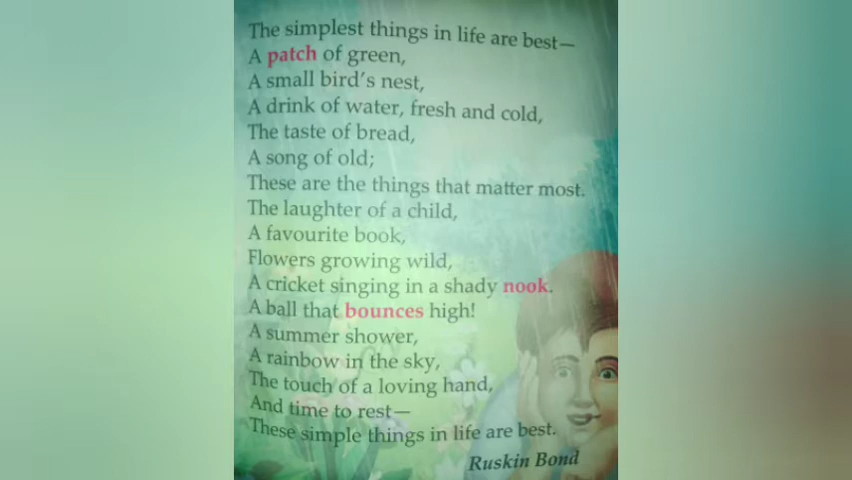 The simplest things in life are best—
A patch of green,
A small bird's nest,
A drink of water, fresh and cold,
The taste of bread,
A song of old;
These are the things that matter most.
The laughter of a child,
A favourite book,
Flowers growing wild,
A cricket singing in a shady nook.
A ball that bounces high!
A summer shower,
A rainbow in the sky,
The touch of a loving hand,
And time to rest—
These simple things in life are best.
Ruskin Bond